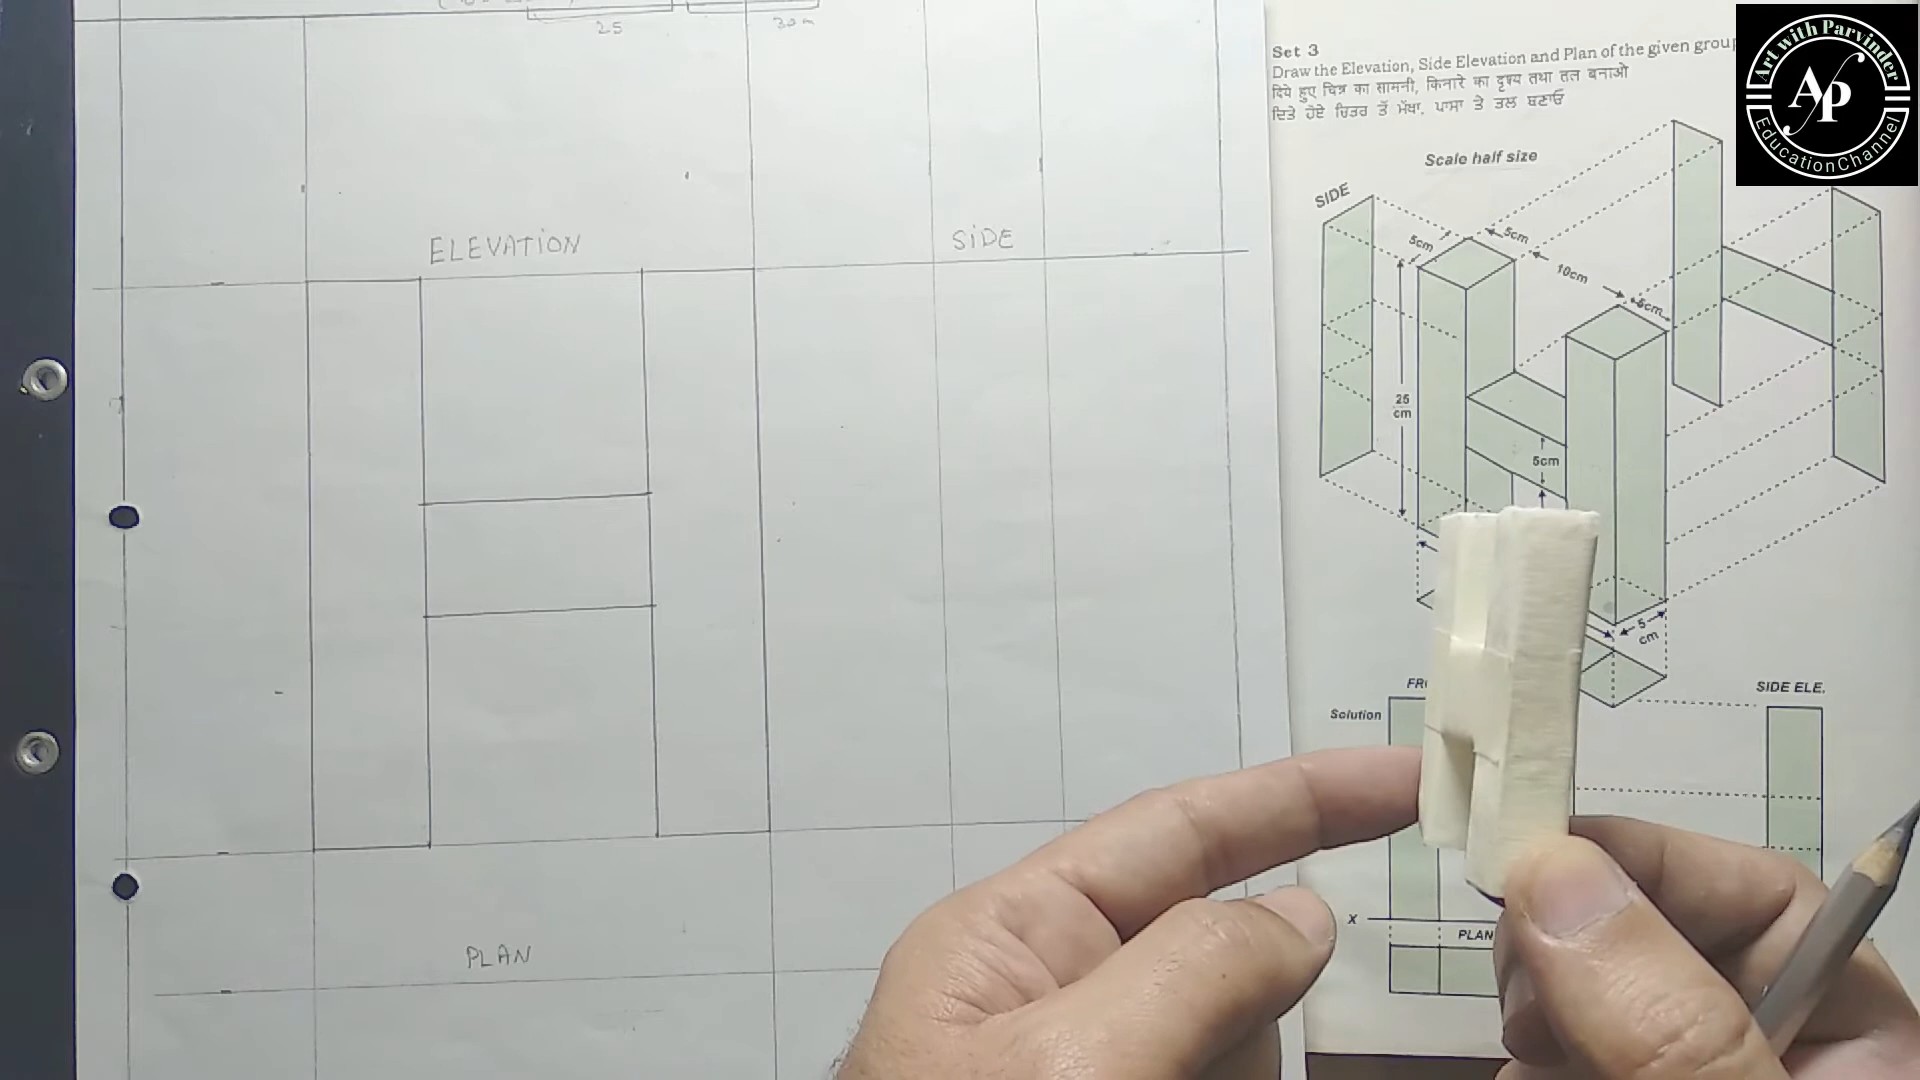 25
30m
ELEVATION
SIDE
PLAN
Set 3
Draw the Elevation, Side Elevation and Plan of the given
दिये हुए चित्र का सामनी, किनारे का दृश्य तथा तल बनाओ
ਦਿਤੇ ਹੋਏ ਚਿਤਰ ਤੋਂ ਮੱਥਾ, ਪਾਸਾ ਤੇ ਤਲ ਬਣਾਓ
Scale half size
SIDE
5cm
5cm
10cm
5cm
25
cm
5cm
5
cm
SIDE ELE.
Solution
X
PLAN
Art with Parvinder
AP
Education Channel